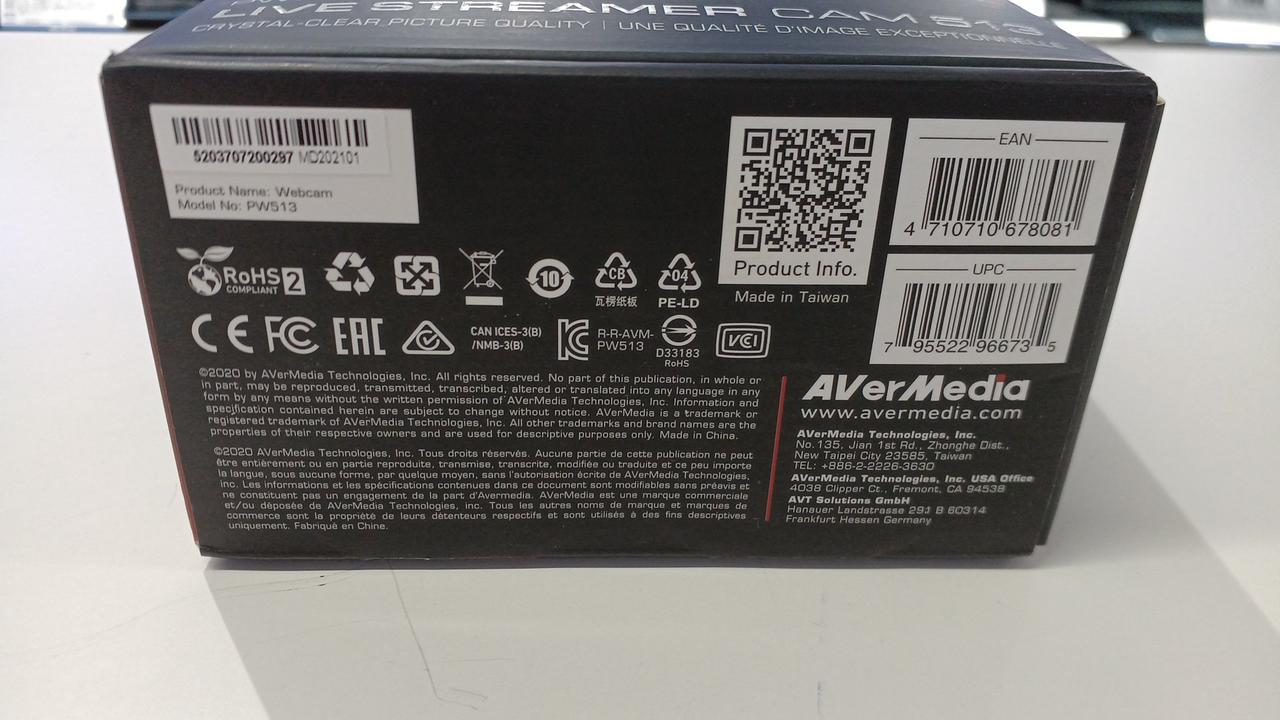 LIVE STREAMER CAM 513
CRYSTAL-CLEAR PICTURE QUALITY | UNE QUALITÉ D'IMAGE EXCEPTIONNELLE
5203707200297 MD202101
Product Name: Webcam
Model No: PW513
Product Info.
Made in Taiwan
EAN
4 710710 678081
UPC
7 95522 96673 5
RoHS 2
COMPLIANT
10
CB
瓦楞纸板
04
PE-LD
CE FC EAC
CAN ICES-3(B)
/NMB-3(B)
R-R-AVM-
PW513
D33183
RoHS
VCI
©2020 by AVerMedia Technologies, Inc. All rights reserved. No part of this publication, in whole or
in part, may be reproduced, transmitted, transcribed, altered or translated into any language in any
form by any means without the written permission of AVerMedia Technologies, Inc. Information and
specification contained herein are subject to change without notice. AVerMedia is a trademark or
registered trademark of AVerMedia Technologies, Inc. All other trademarks and brand names are the
properties of their respective owners and are used for descriptive purposes only. Made in China.
©2020 AVerMedia Technologies, Inc. Tous droits réservés. Aucune partie de cette publication ne peut
être entièrement ou en partie reproduite, transmise, transcrite, modifiée ou traduite et ce peu importe
la langue, sous aucune forme, par quelque moyen, sans l'autorisation écrite de AVerMedia Technologies,
inc. Les informations et les spécifications contenues dans ce document sont modifiables sans préavis et
ne constituent pas un engagement de la part d'Avermedia. AVerMedia est une marque commerciale
et/ou déposée de AVerMedia Technologies, inc. Tous les autres noms de marque et marques de
commerce sont la propriété de leurs détenteurs respectifs et sont utilisés à des fins descriptives
uniquement. Fabriqué en Chine.
AVerMedia
www.avermedia.com
AVerMedia Technologies, Inc.
No.135, Jian 1st Rd., Zhonghe Dist.,
New Taipei City 23585, Taiwan
TEL: +886-2-2226-3630
AVerMedia Technologies, Inc. USA Office
4038 Clipper Ct., Fremont, CA 94538
AVT Solutions GmbH
Hanauer Landstrasse 291 B 60314
Frankfurt Hessen Germany